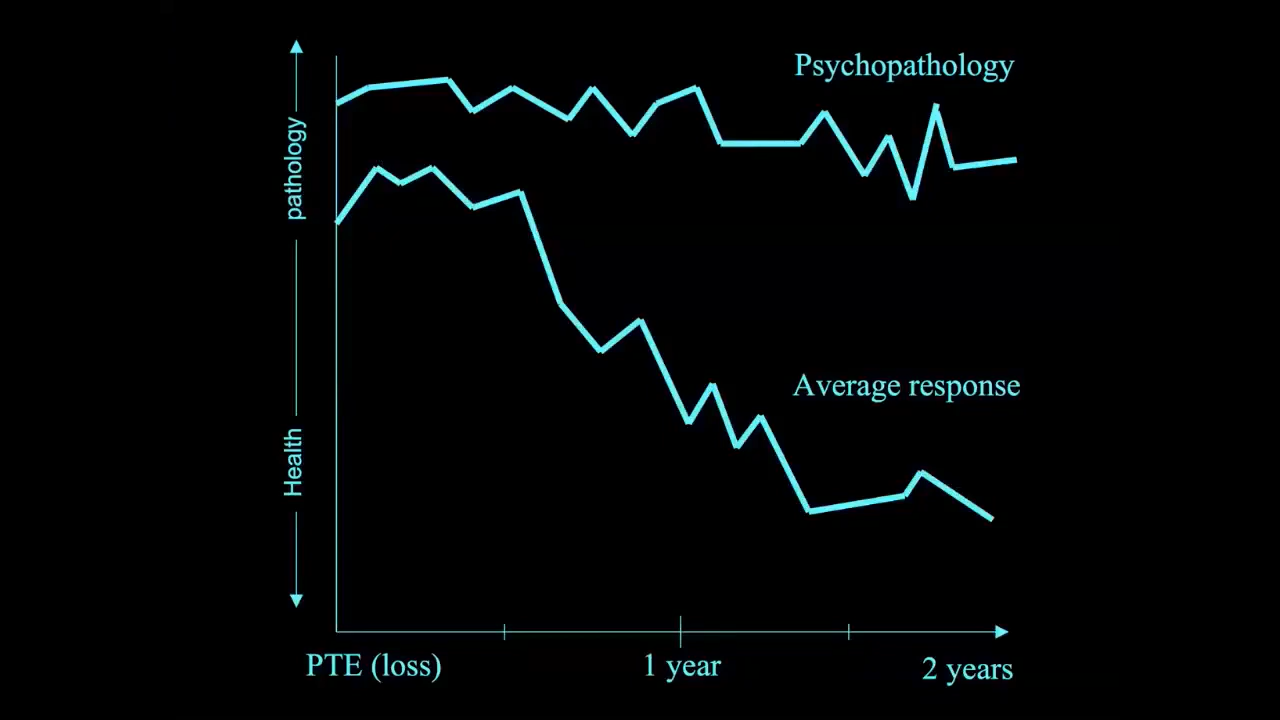 Psychopathology
pathology
Average response
Health
PTE (loss)
1 year
2 years